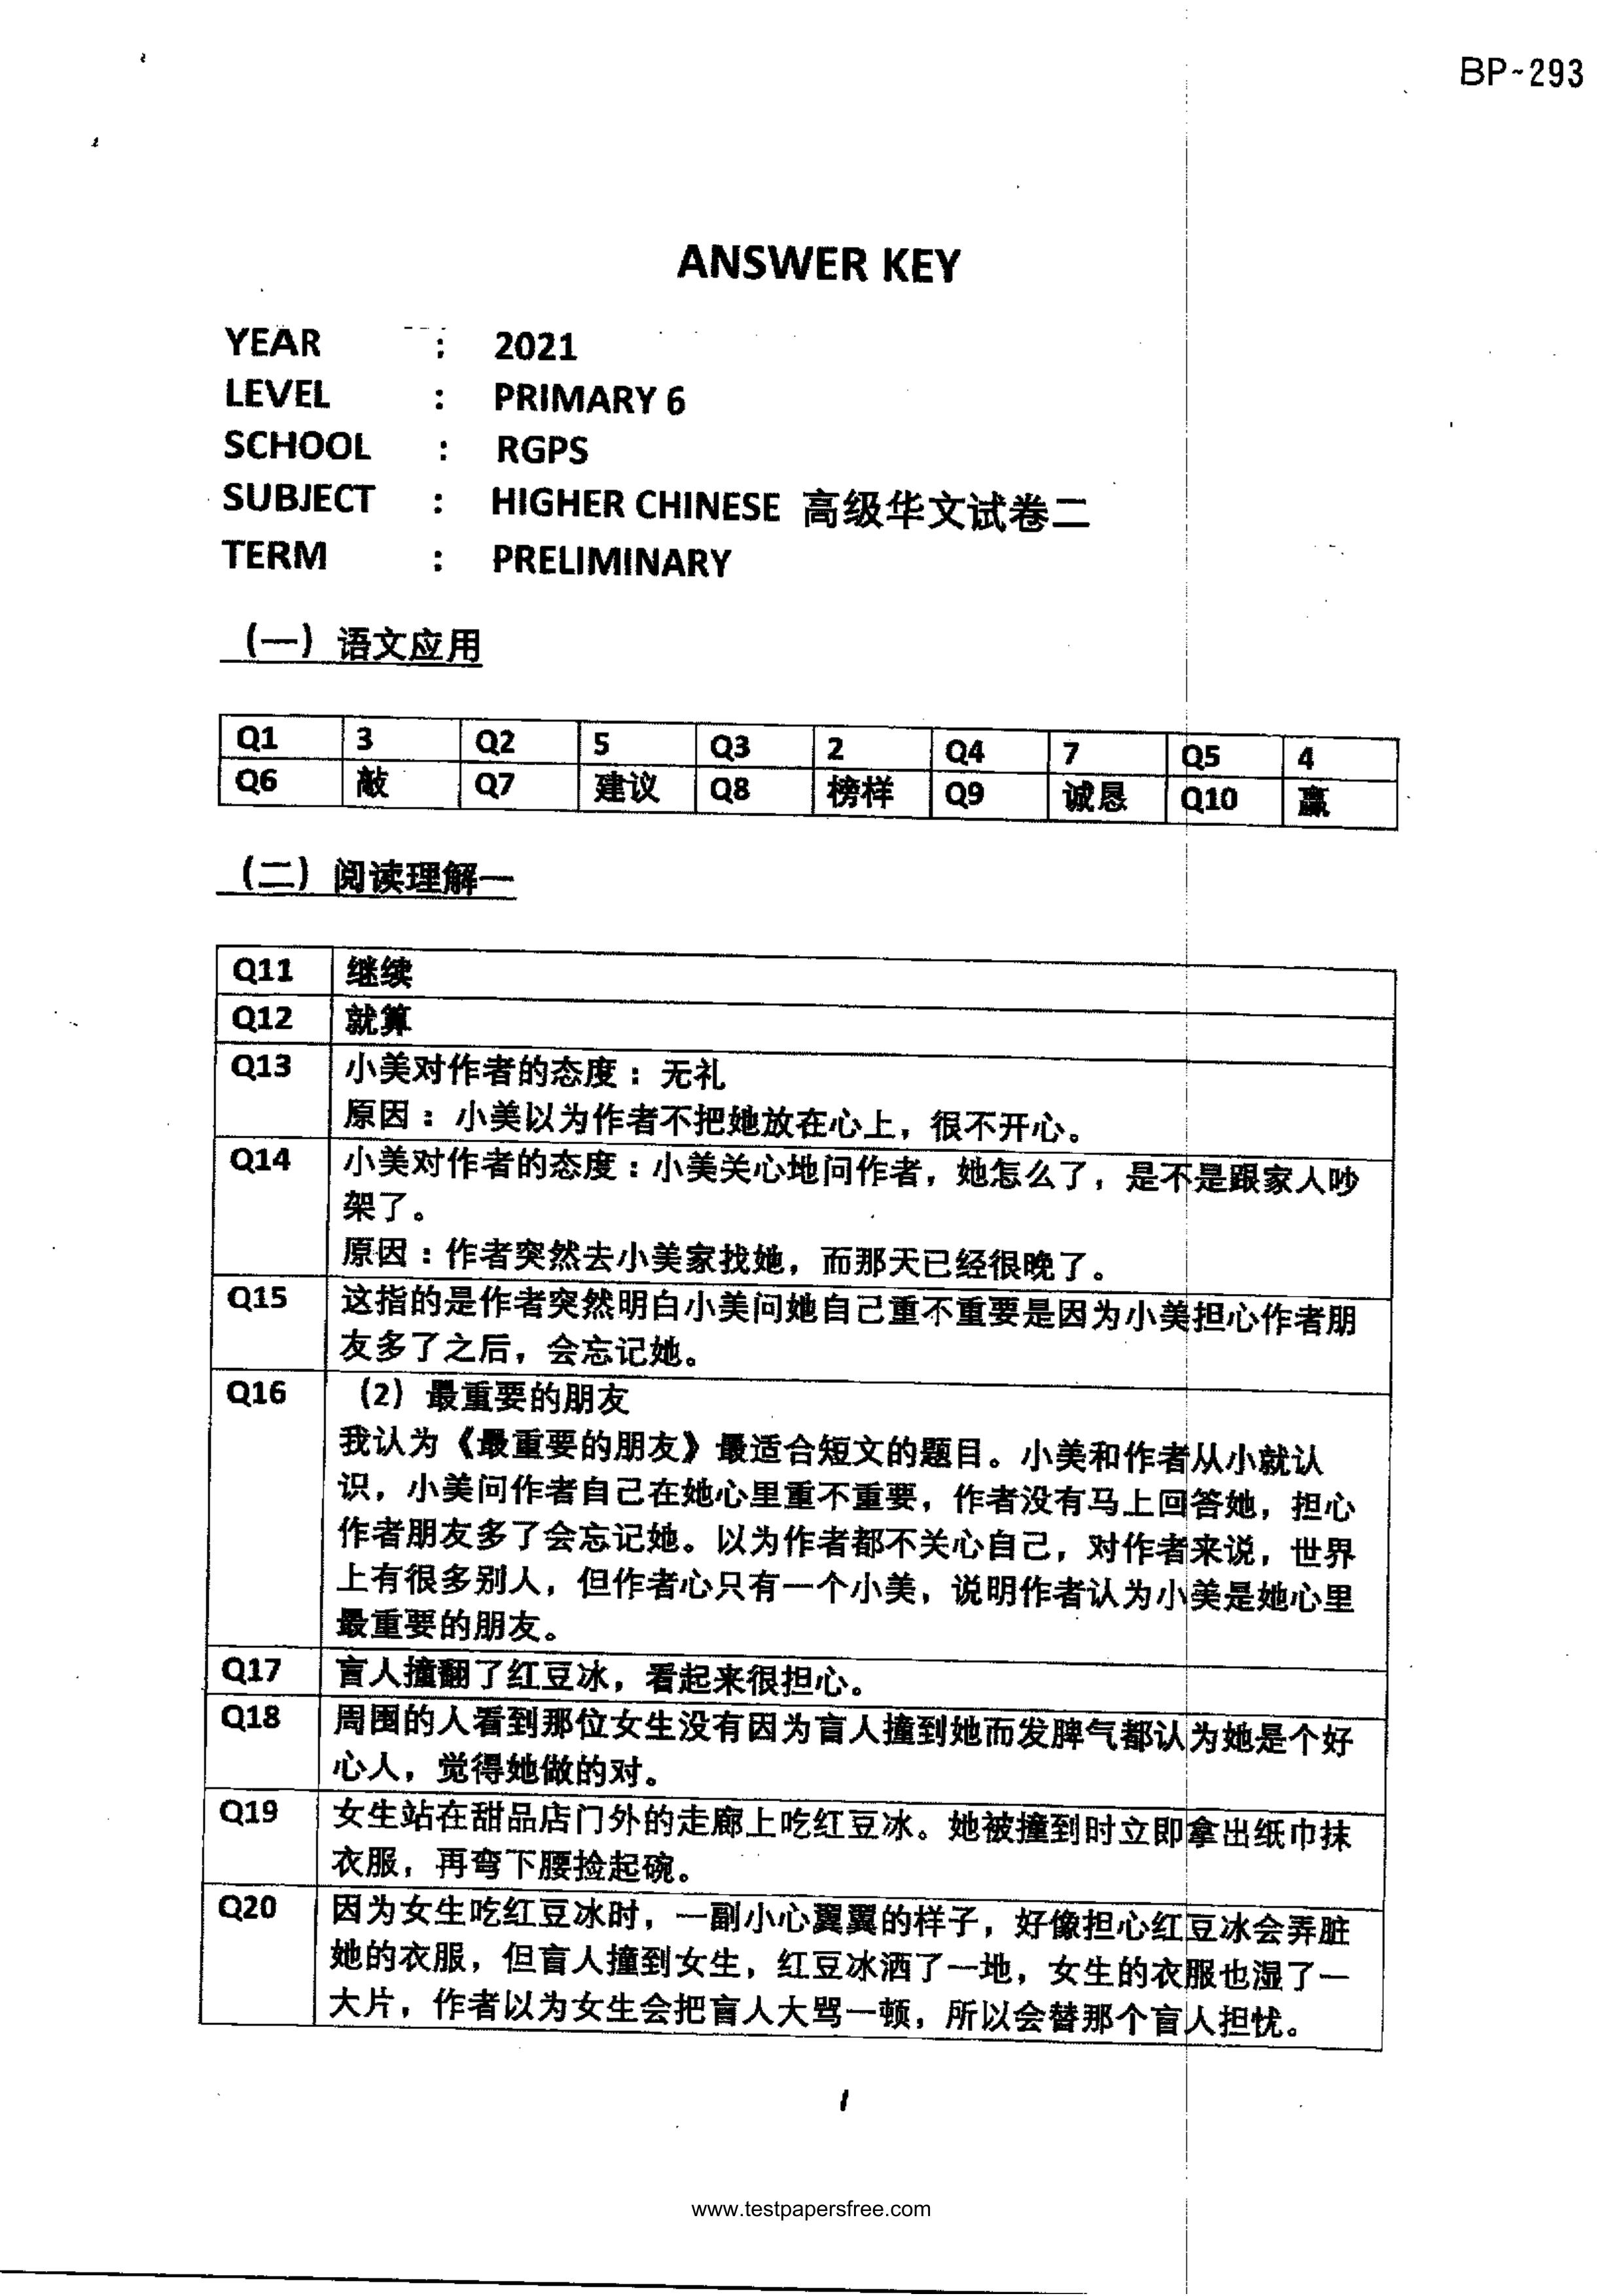 BP~293
ANSWER KEY
YEAR : 2021
LEVEL : PRIMARY 6
SCHOOL : RGPS
SUBJECT : HIGHER CHINESE 高级华文试卷二
TERM : PRELIMINARY
(一) 语文应用
Q1 3 Q2 5 Q3 2 Q4 7 Q5 4
Q6 敲 Q7 建议 Q8 榜样 Q9 诚恳 Q10 赢
(二) 阅读理解一
Q11 继续
Q12 就算
Q13 小美对作者的态度：无礼
原因：小美以为作者不把她放在心上，很不开心。
Q14 小美对作者的态度：小美关心地问作者，她怎么了，是不是跟家人吵
架了。
原因：作者突然去小美家找她，而那天已经很晚了。
Q15 这指的是作者突然明白小美问她自己重不重要是因为小美担心作者朋
友多了之后，会忘记她。
Q16 (2) 最重要的朋友
我认为《最重要的朋友》最适合短文的题目。小美和作者从小就认
识，小美问作者自己在她心里重不重要，作者没有马上回答她，担心
作者朋友多了会忘记她。以为作者都不关心自己，对作者来说，世界
上有很多别人，但作者心只有一个小美，说明作者认为小美是她心里
最重要的朋友。
Q17 盲人撞翻了红豆冰，看起来很担心。
Q18 周围的人看到那位女生没有因为盲人撞到她而发脾气都认为她是个好
心人，觉得她做的对。
Q19 女生站在甜品店门外的走廊上吃红豆冰。她被撞到时立即拿出纸巾抹
衣服，再弯下腰捡起碗。
Q20 因为女生吃红豆冰时，一副小心翼翼的样子，好像担心红豆冰会弄脏
她的衣服，但盲人撞到女生，红豆冰洒了一地，女生的衣服也湿了一
大片，作者以为女生会把盲人大骂一顿，所以会替那个盲人担忧。
1
www.testpapersfree.com